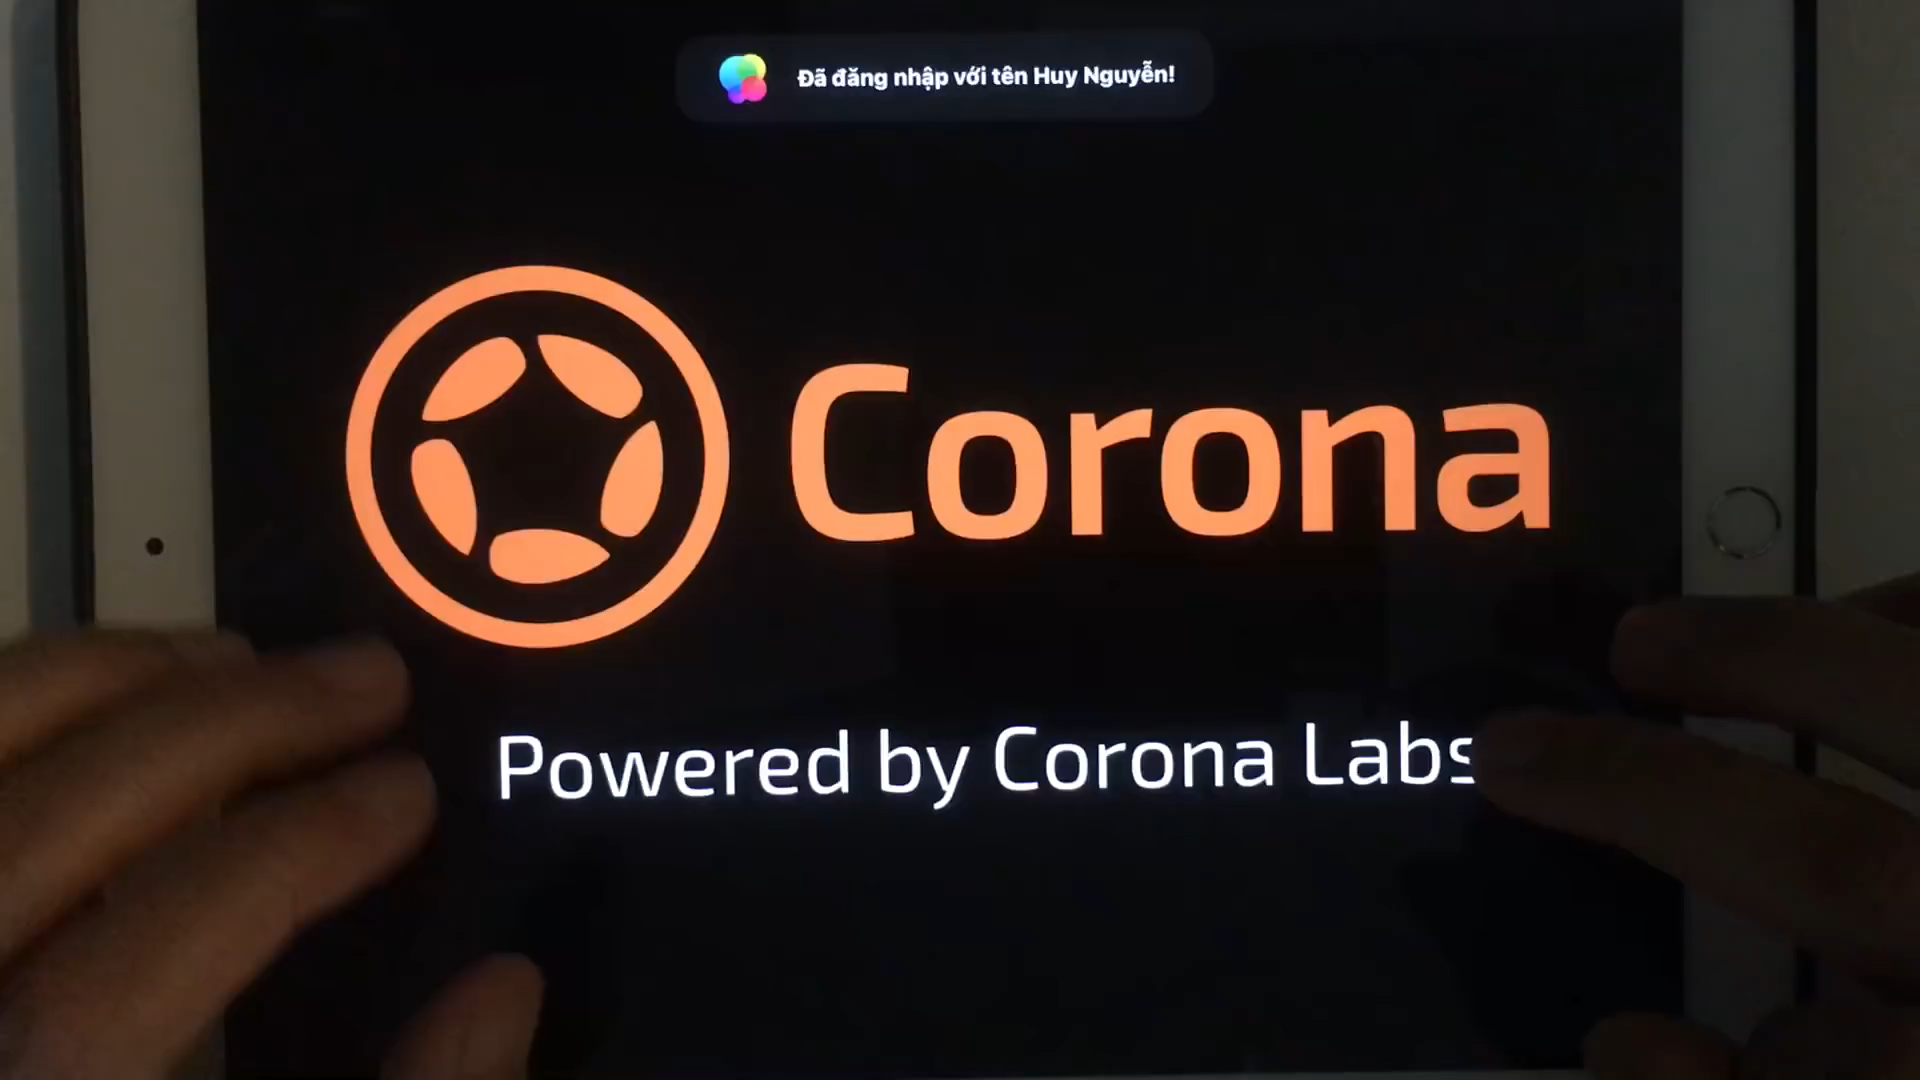 Đã đăng nhập với tên Huy Nguyễn!
Corona
Powered by Corona Labs